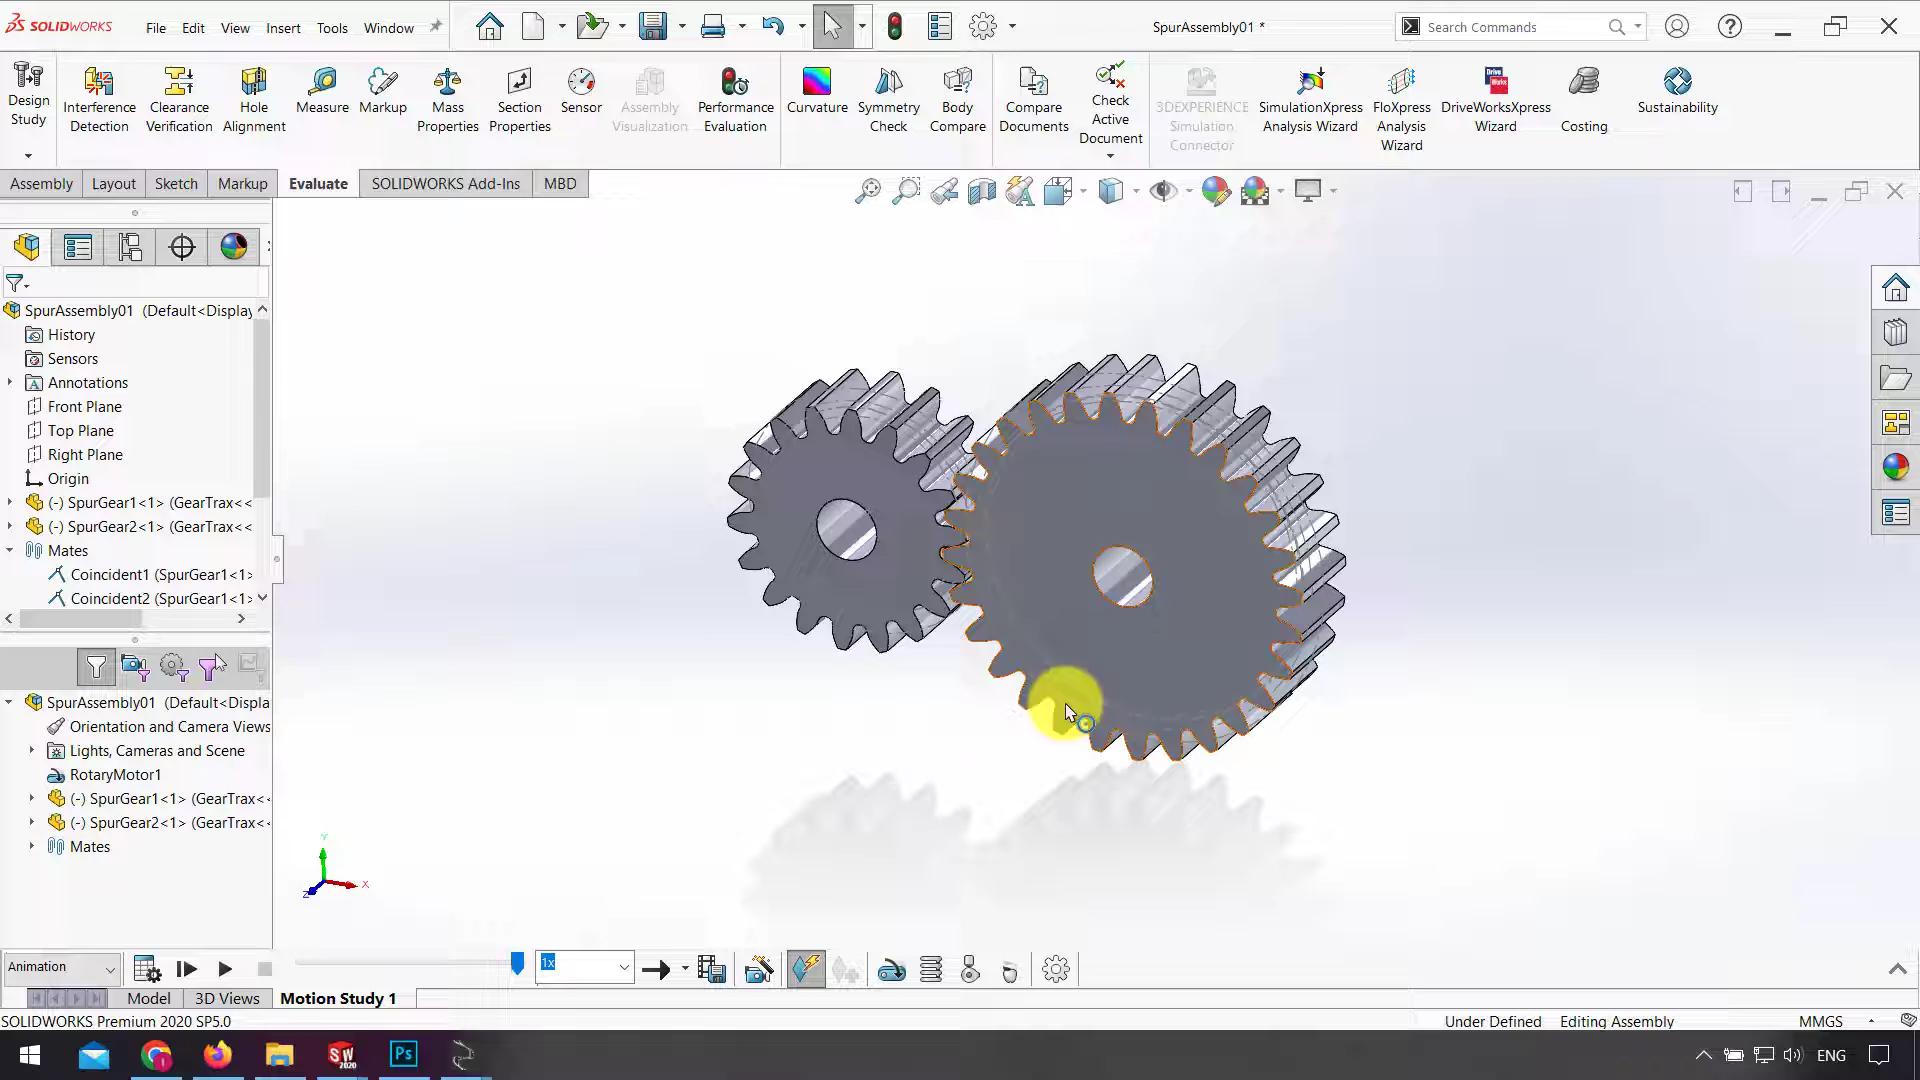 SOLIDWORKS File Edit View Insert Tools Window SpurAssembly01 * Search Commands
Design Study
Interference Detection
Clearance Verification
Hole Alignment
Measure
Markup
Mass Properties
Section Properties
Sensor
Assembly Visualization
Performance Evaluation
Curvature
Symmetry Check
Body Compare
Compare Documents
Check Active Document
3DEXPERIENCE Simulation Connector
SimulationXpress Analysis Wizard
FloXpress Analysis Wizard
DriveWorksXpress Wizard
Costing
Sustainability
Assembly Layout Sketch Markup Evaluate SOLIDWORKS Add-Ins MBD
SpurAssembly01 (Default<Display
History
Sensors
Annotations
Front Plane
Top Plane
Right Plane
Origin
(-) SpurGear1<1> (GearTrax<<
(-) SpurGear2<1> (GearTrax<<
Mates
Coincident1 (SpurGear1<1>
Coincident2 (SpurGear1<1>
SpurAssembly01 (Default<Displa
Orientation and Camera Views
Lights, Cameras and Scene
RotaryMotor1
(-) SpurGear1<1> (GearTrax<<
(-) SpurGear2<1> (GearTrax<<
Mates
Y
X
Z
Animation 1x
Model 3D Views Motion Study 1
SOLIDWORKS Premium 2020 SP5.0 Under Defined Editing Assembly MMGS
SW 2020 Ps ENG